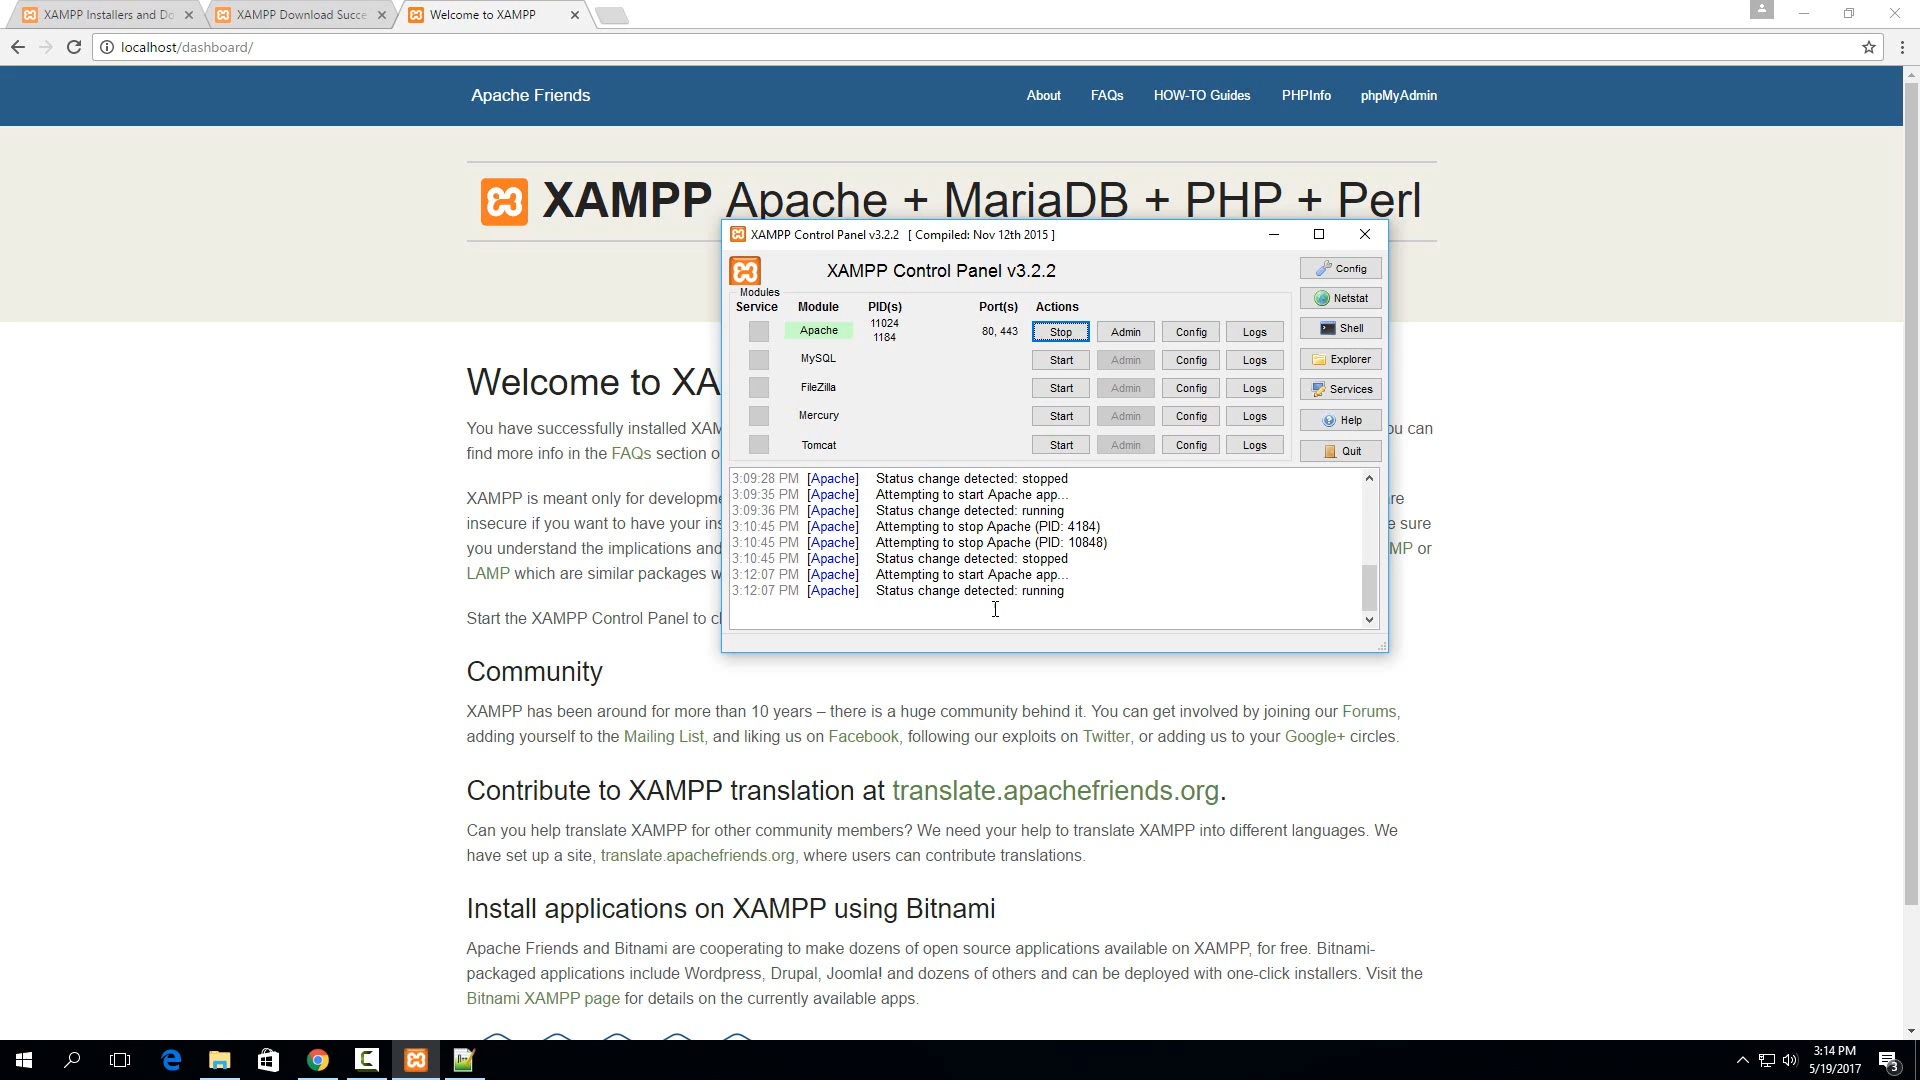 XAMPP Installers and Do
XAMPP Download Succe
Welcome to XAMPP
localhost/dashboard/
Apache Friends
About FAQs HOW-TO Guides PHPInfo phpMyAdmin
XAMPP Apache + MariaDB + PHP + Perl
XAMPP Control Panel v3.2.2 [ Compiled: Nov 12th 2015 ]
XAMPP Control Panel v3.2.2
Config
Netstat
Shell
Explorer
Services
Help
Quit
Modules
Service Module PID(s) Port(s) Actions
Apache 11024 1184 80, 443 Stop Admin Config Logs
MySQL Start Admin Config Logs
FileZilla Start Admin Config Logs
Mercury Start Admin Config Logs
Tomcat Start Admin Config Logs
3:09:28 PM [Apache] Status change detected: stopped
3:09:35 PM [Apache] Attempting to start Apache app...
3:09:36 PM [Apache] Status change detected: running
3:10:45 PM [Apache] Attempting to stop Apache (PID: 4184)
3:10:45 PM [Apache] Attempting to stop Apache (PID: 10848)
3:10:45 PM [Apache] Status change detected: stopped
3:12:07 PM [Apache] Attempting to start Apache app...
3:12:07 PM [Apache] Status change detected: running
Welcome to XA
You have successfully installed XAM can
find more info in the FAQs section o
XAMPP is meant only for developme re
insecure if you want to have your ins e sure
you understand the implications and MP or
LAMP which are similar packages w
Start the XAMPP Control Panel to c
Community
XAMPP has been around for more than 10 years – there is a huge community behind it. You can get involved by joining our Forums,
adding yourself to the Mailing List, and liking us on Facebook, following our exploits on Twitter, or adding us to your Google+ circles.
Contribute to XAMPP translation at translate.apachefriends.org.
Can you help translate XAMPP for other community members? We need your help to translate XAMPP into different languages. We
have set up a site, translate.apachefriends.org, where users can contribute translations.
Install applications on XAMPP using Bitnami
Apache Friends and Bitnami are cooperating to make dozens of open source applications available on XAMPP, for free. Bitnami-
packaged applications include Wordpress, Drupal, Joomla! and dozens of others and can be deployed with one-click installers. Visit the
Bitnami XAMPP page for details on the currently available apps.
3:14 PM
5/19/2017
3